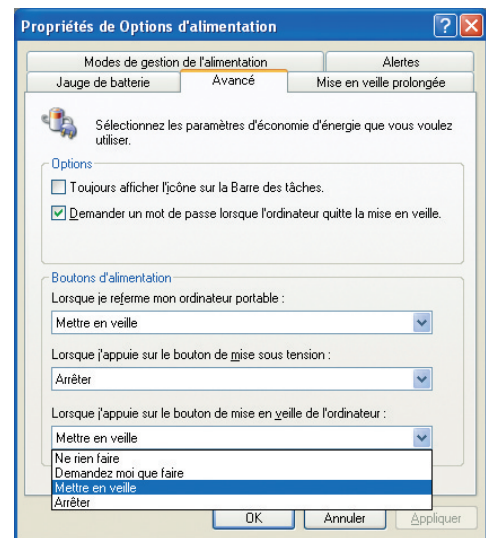 Propriétés de Options d'alimentation
Modes de gestion de l'alimentation
Alertes
Jauge de batterie
Avancé
Mise en veille prolongée
Sélectionnez les paramètres d'économie d'énergie que vous voulez
utiliser.
Options
Toujours afficher l'icône sur la Barre des tâches.
Demander un mot de passe lorsque l'ordinateur quitte la mise en veille.
Boutons d'alimentation
Lorsque je referme mon ordinateur portable :
Mettre en veille
Lorsque j'appuie sur le bouton de mise sous tension :
Arrêter
Lorsque j'appuie sur le bouton de mise en veille de l'ordinateur :
Mettre en veille
Ne rien faire
Demandez moi que faire
Mettre en veille
Arrêter
OK
Annuler
Appliquer